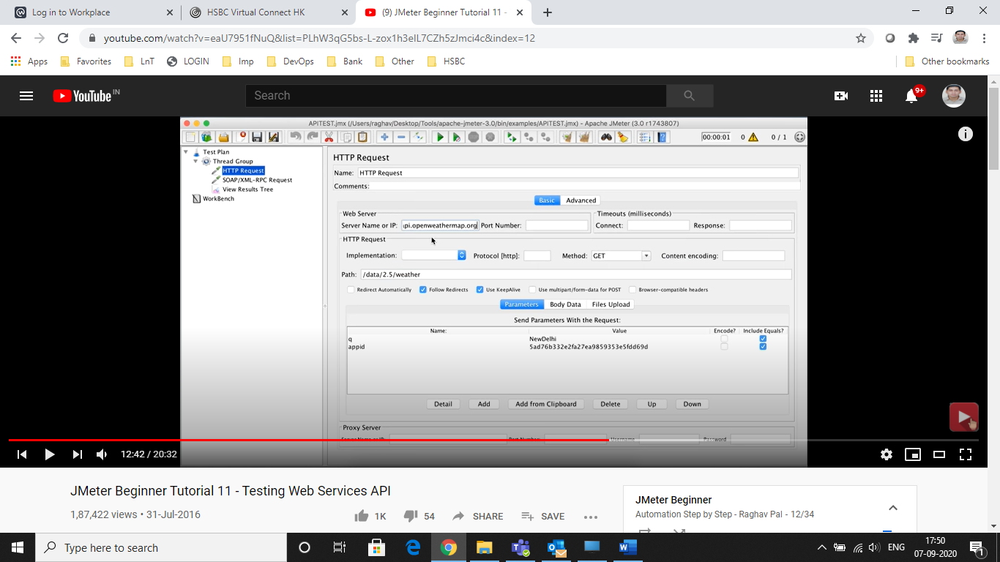 Log in to Workplace
HSBC Virtual Connect HK
(9) JMeter Beginner Tutorial 11 -
youtube.com/watch?v=eaU7951fNuQ&list=PLhW3qG5bs-L-zox1h3eIL7CZh5zJmci4c&index=12
Apps Favorites LnT LOGIN Imp DevOps Bank Other HSBC Other bookmarks
YouTube IN
Search
9+
APITEST.jmx (/Users/raghav/Desktop/Tools/apache-jmeter-3.0/bin/examples/APITEST.jmx) - Apache JMeter (3.0 r1743807)
00:00:01 0 0 / 1
Test Plan
Thread Group
HTTP Request
SOAP/XML-RPC Request
View Results Tree
WorkBench
HTTP Request
Name: HTTP Request
Comments:
Basic Advanced
Web Server
Timeouts (milliseconds)
Server Name or IP: api.openweathermap.org Port Number: Connect: Response:
HTTP Request
Implementation: Protocol [http]: Method: GET Content encoding:
Path: /data/2.5/weather
Redirect Automatically Follow Redirects Use KeepAlive Use multipart/form-data for POST Browser-compatible headers
Parameters Body Data Files Upload
Send Parameters With the Request:
Name: Value Encode? Include Equals?
q NewDelhi
appid 5ad76b332e2fa27ea9859353e5fdd69d
Detail Add Add from Clipboard Delete Up Down
Proxy Server
Server Name or IP: Port Number: Username Password
12:42 / 20:32
JMeter Beginner Tutorial 11 - Testing Web Services API
1,87,422 views • 31-Jul-2016
1K 54 SHARE SAVE
JMeter Beginner
Automation Step by Step - Raghav Pal - 12/34
Type here to search
ENG
17:50
07-09-2020
1